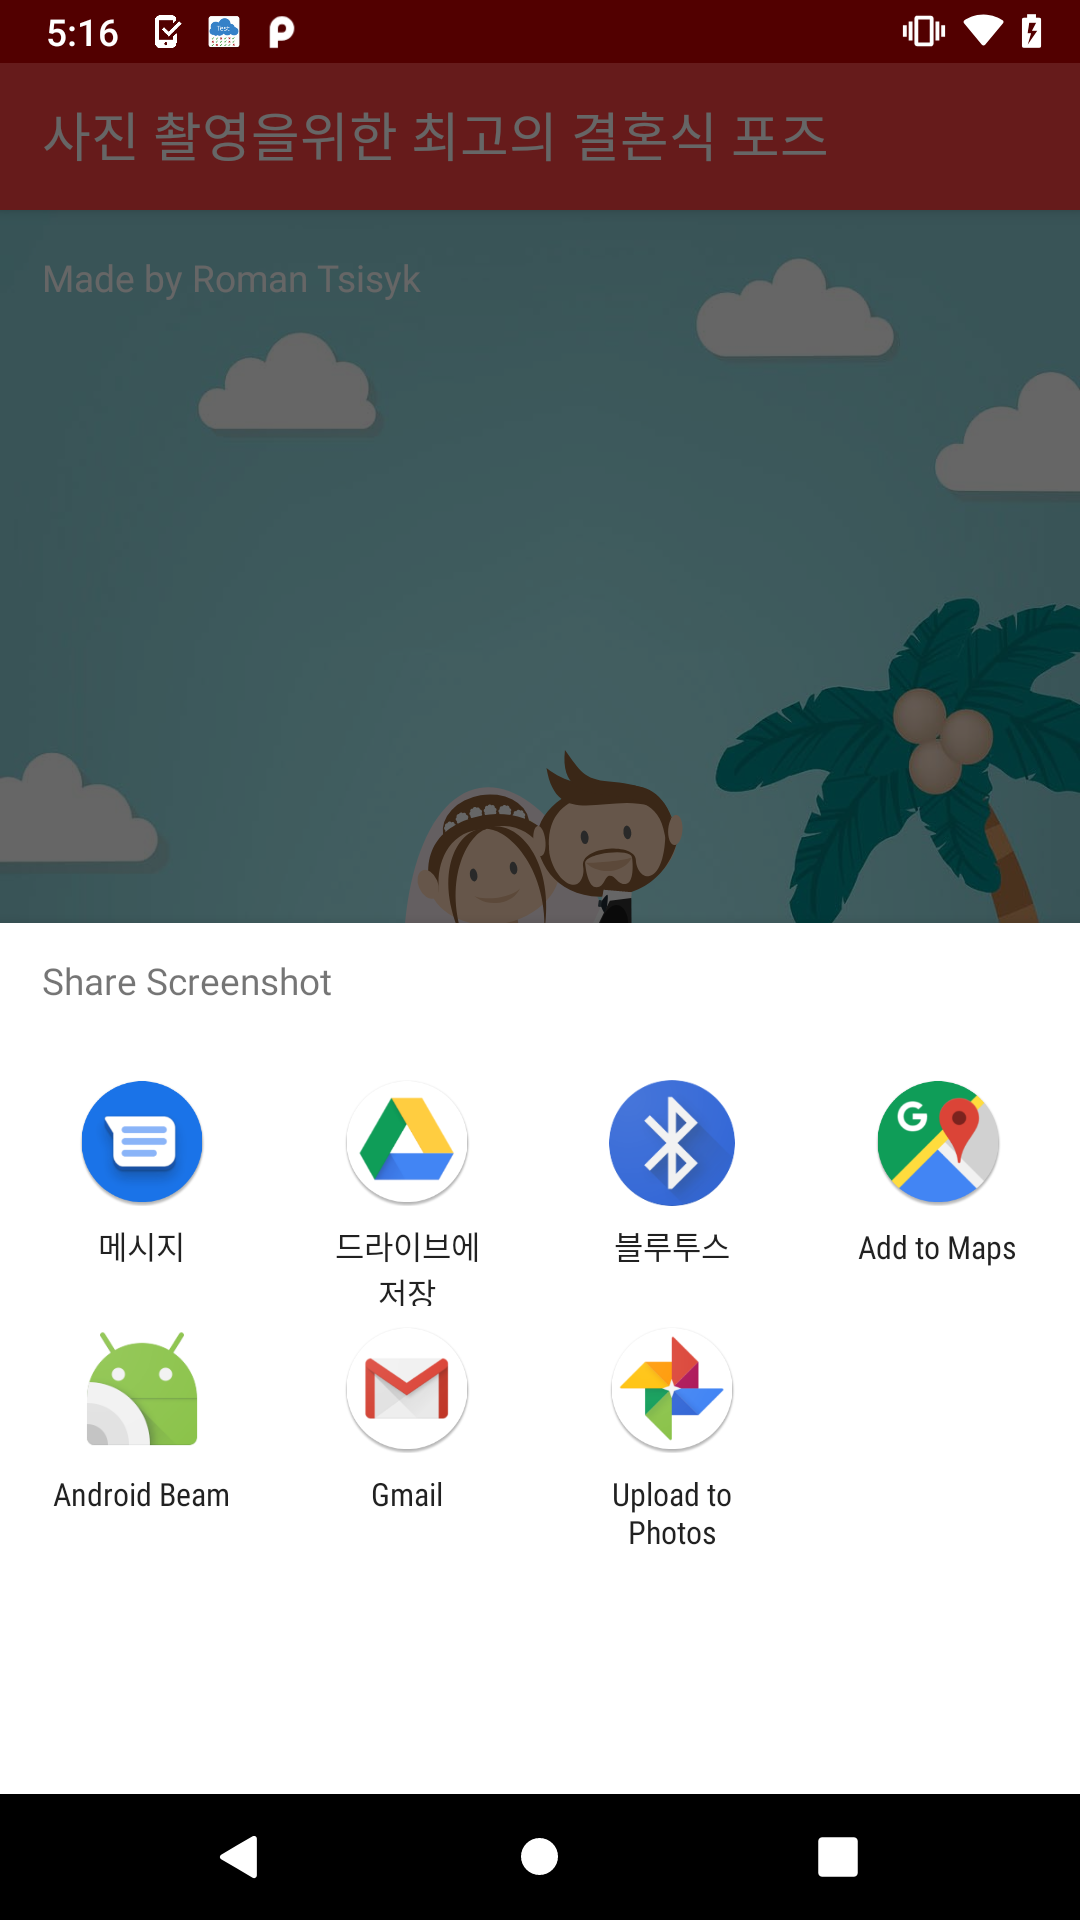 5:16
사진 촬영을위한 최고의 결혼식 포즈
Made by Roman Tsisyk
Share Screenshot
메시지
드라이브에
저장
블루투스
Add to Maps
Android Beam
Gmail
Upload to
Photos